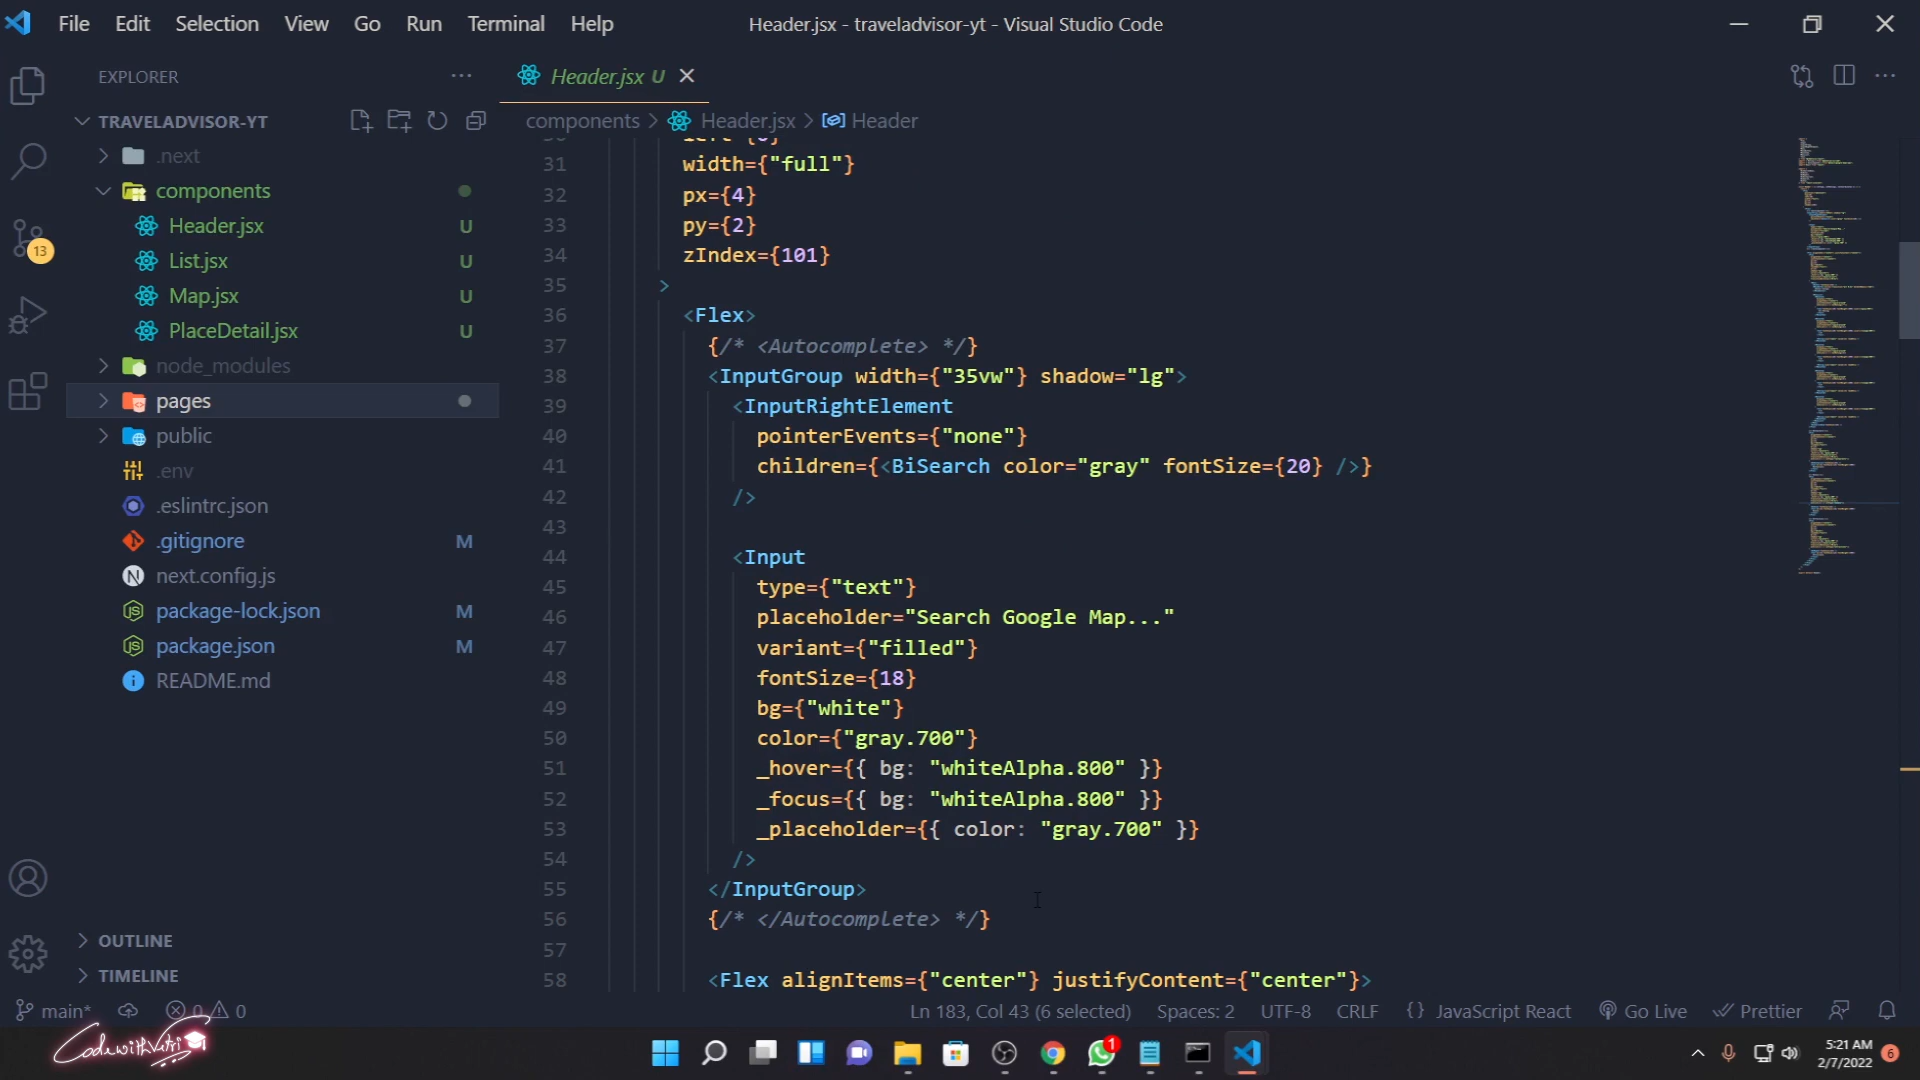 File Edit Selection View Go Run Terminal Help
Header.jsx - traveladvisor-yt - Visual Studio Code
EXPLORER
Header.jsx U
TRAVELADVISOR-YT
components > Header.jsx > Header
.next
components
Header.jsx U
List.jsx U
Map.jsx U
PlaceDetail.jsx U
node_modules
pages
public
.env
.eslintrc.json
.gitignore M
next.config.js
package-lock.json M
package.json M
README.md
13
OUTLINE
TIMELINE
31 width={"full"}
32 px={4}
33 py={2}
34 zIndex={101}
35 >
36 <Flex>
37 {/* <Autocomplete> */}
38 <InputGroup width={"35vw"} shadow="lg">
39 <InputRightElement
40 pointerEvents={"none"}
41 children={<BiSearch color="gray" fontSize={20} />}
42 />
43
44 <Input
45 type={"text"}
46 placeholder="Search Google Map..."
47 variant={"filled"}
48 fontSize={18}
49 bg={"white"}
50 color={"gray.700"}
51 _hover={{ bg: "whiteAlpha.800" }}
52 _focus={{ bg: "whiteAlpha.800" }}
53 _placeholder={{ color: "gray.700" }}
54 />
55 </InputGroup>
56 {/* </Autocomplete> */}
57
58 <Flex alignItems={"center"} justifyContent={"center"}>
main* 0 0
Ln 183, Col 43 (6 selected) Spaces: 2 UTF-8 CRLF {} JavaScript React Go Live Prettier
1
5:21 AM
2/7/2022
6